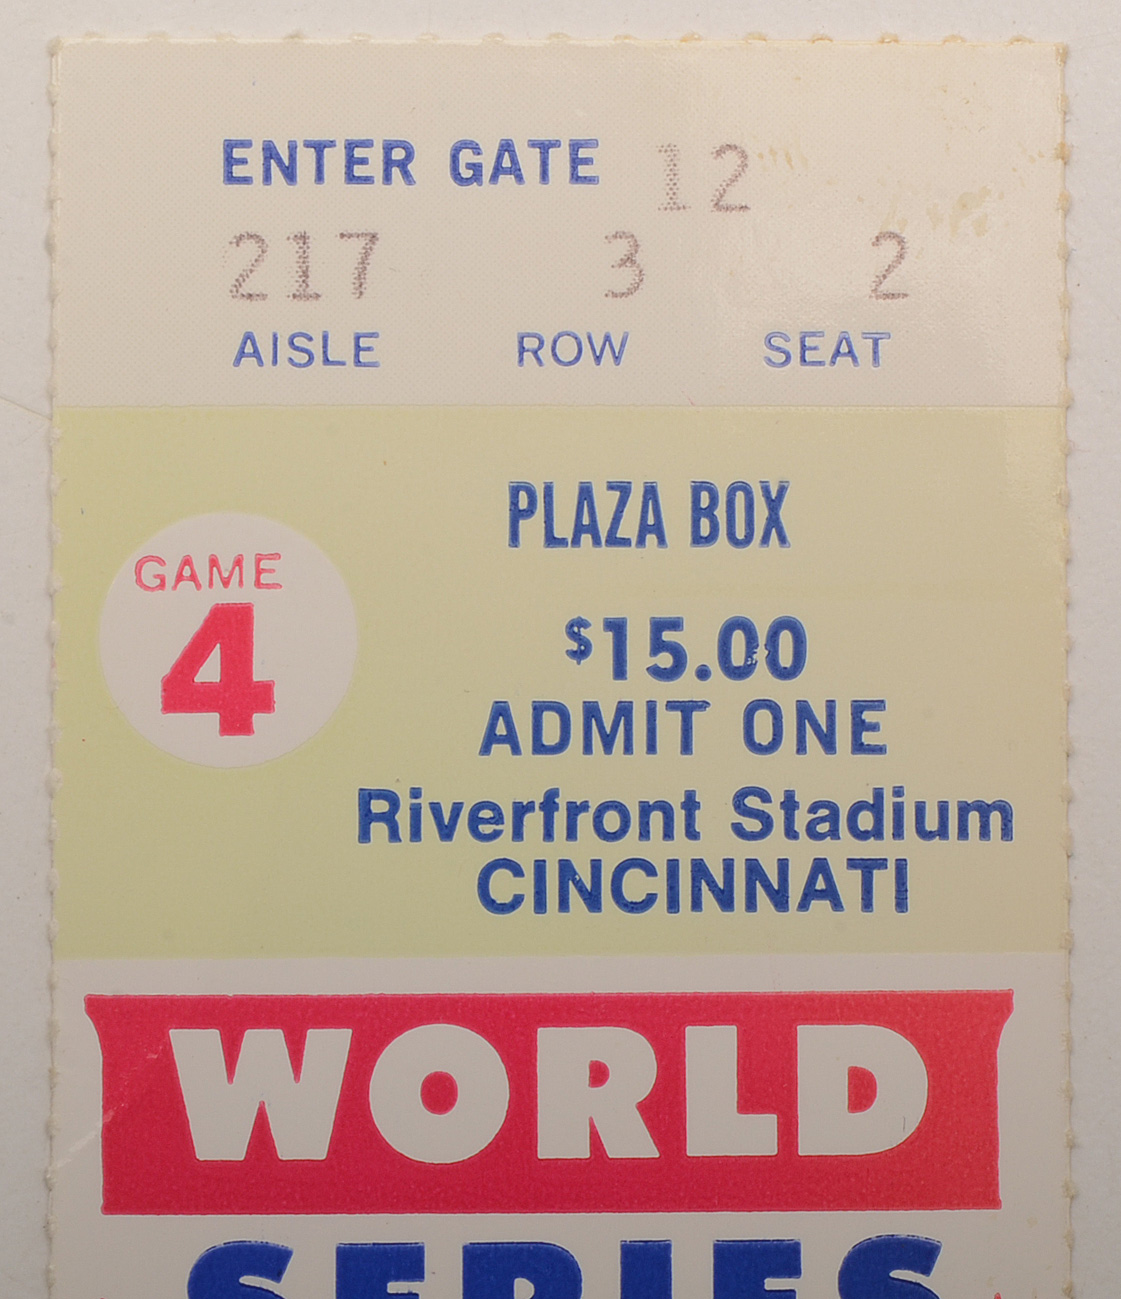 ENTER GATE 12
217 3 2
AISLE ROW SEAT
PLAZA BOX
GAME
4
$15.00
ADMIT ONE
Riverfront Stadium
CINCINNATI
WORLD
SERIES